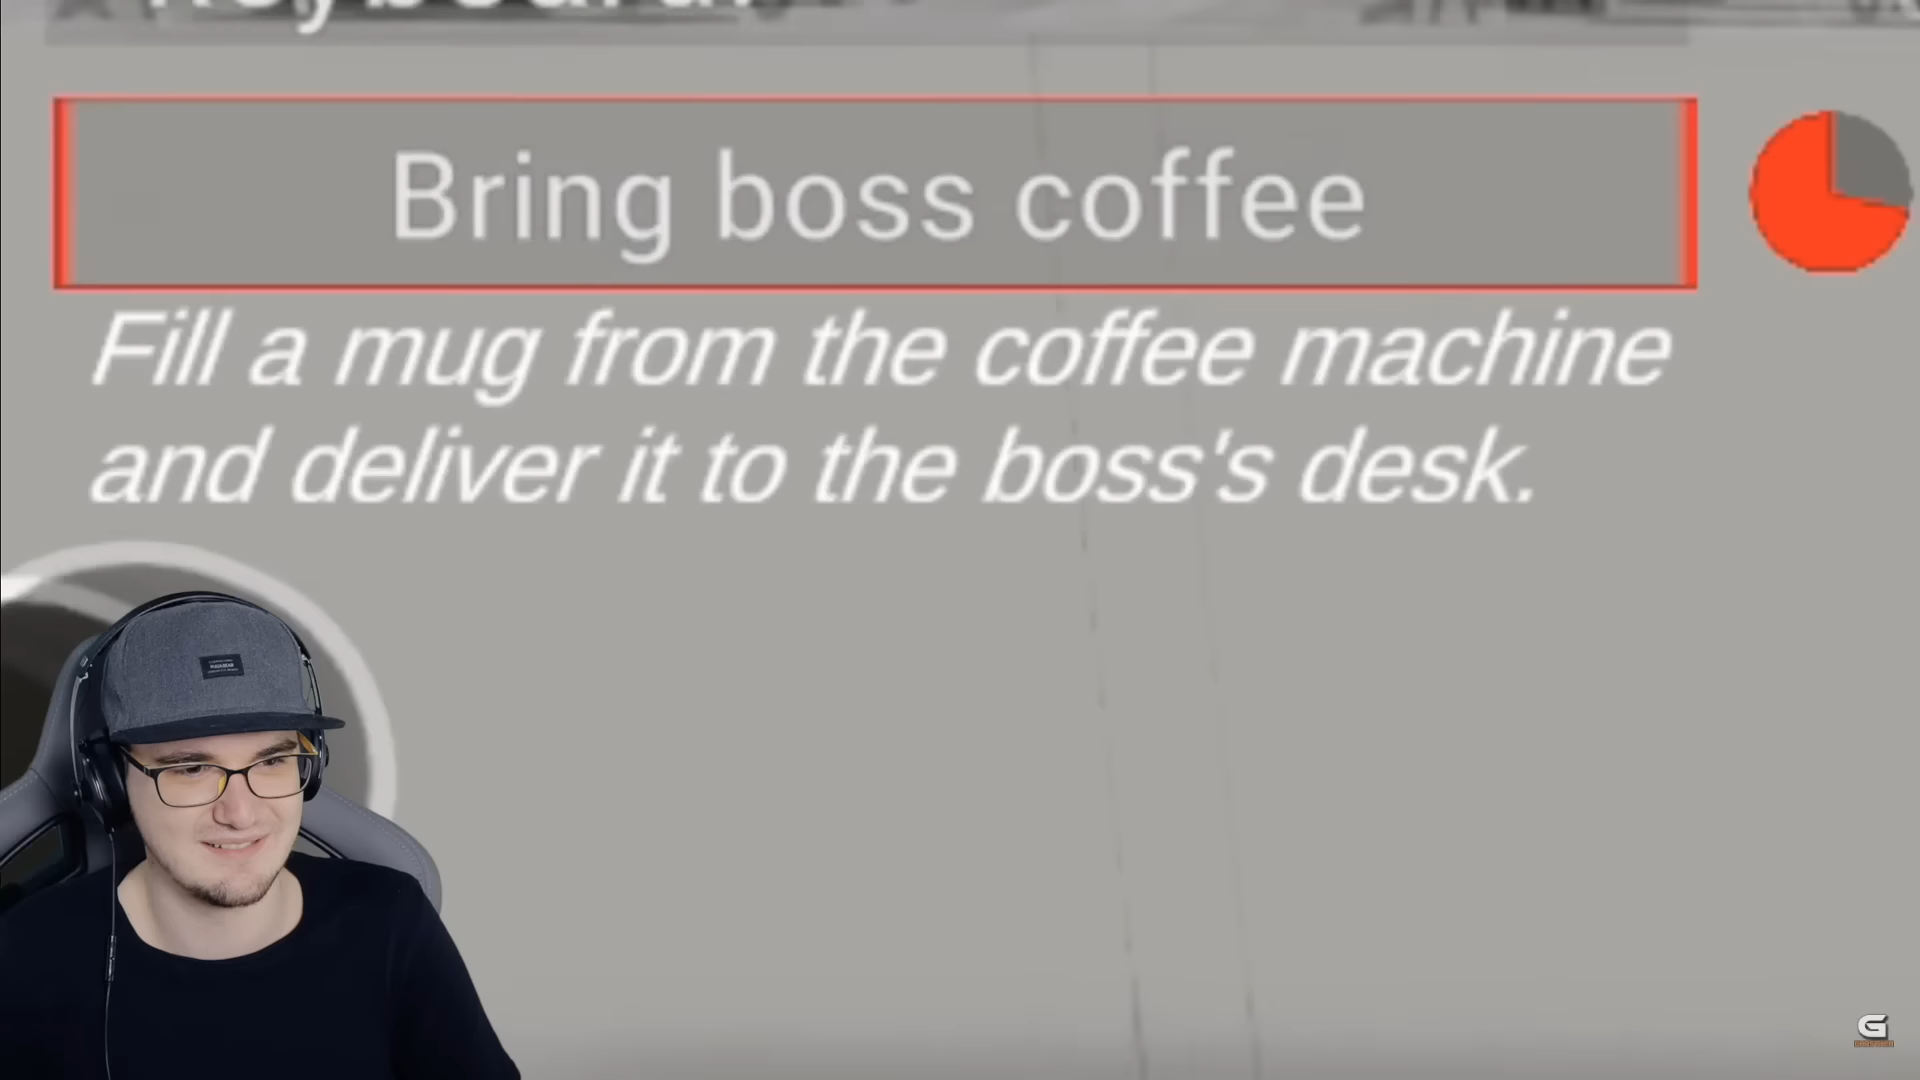 Bring boss coffee
Fill a mug from the coffee machine
and deliver it to the boss's desk.